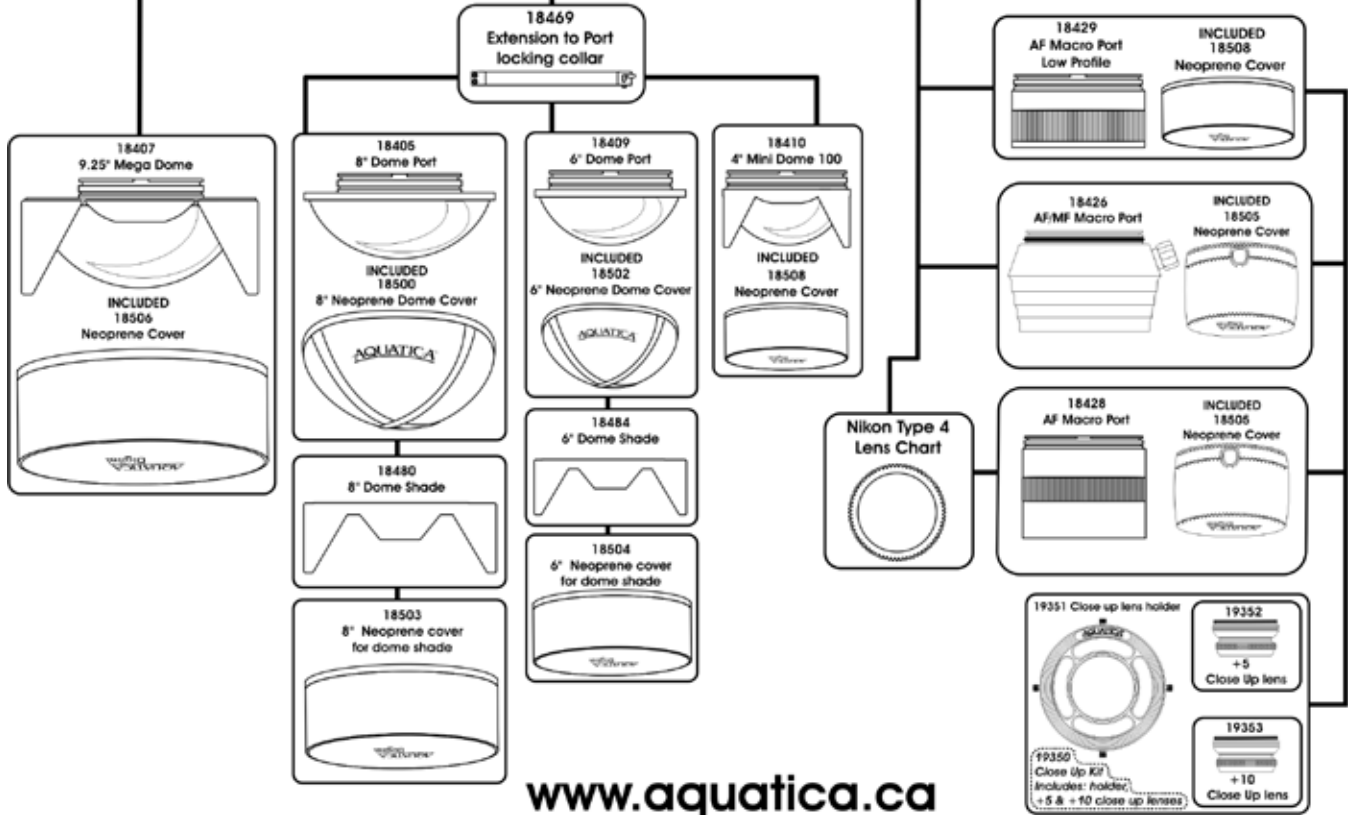 18469
Extension to Port
locking collar
18407
9.25" Mega Dome
INCLUDED
18506
Neoprene Cover
AQUATICA
Digital
18405
8" Dome Port
INCLUDED
18500
8" Neoprene Dome Cover
AQUATICA
18480
8" Dome Shade
18503
8" Neoprene cover
for dome shade
AQUATICA
Digital
18409
6" Dome Port
INCLUDED
18502
6" Neoprene Dome Cover
AQUATICA
18484
6" Dome Shade
18504
6" Neoprene cover
for dome shade
18410
4" Mini Dome 100
INCLUDED
18508
Neoprene Cover
18429
AF Macro Port
Low Profile
INCLUDED
18508
Neoprene Cover
18426
AF/MF Macro Port
INCLUDED
18505
Neoprene Cover
Nikon Type 4
Lens Chart
18428
AF Macro Port
INCLUDED
18505
Neoprene Cover
19351 Close up lens holder
AQUATICA
19352
+5
Close Up lens
19353
+10
Close Up lens
19350
Close Up Kit
Includes: holder,
+5 & +10 close up lenses
www.aquatica.ca